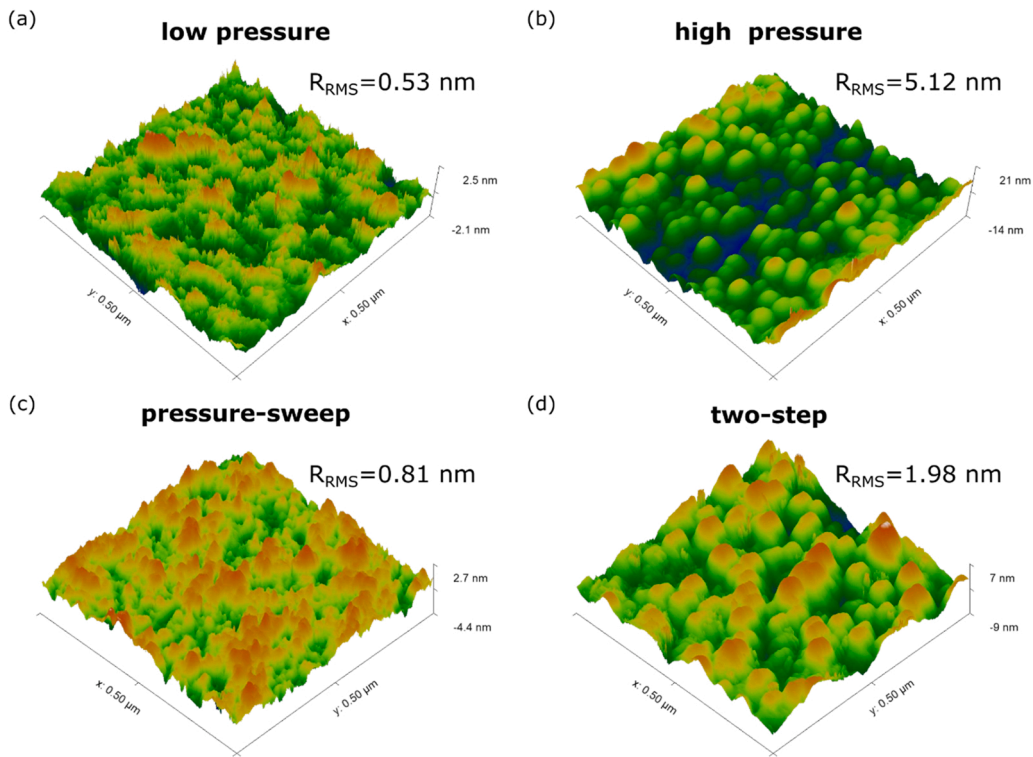 (a)
low pressure
R_RMS=0.53 nm
2.5 nm
-2.1 nm
y: 0.50 µm
x: 0.50 µm
(b)
high pressure
R_RMS=5.12 nm
21 nm
-14 nm
y: 0.50 µm
x: 0.50 µm
(c)
pressure-sweep
R_RMS=0.81 nm
2.7 nm
-4.4 nm
x: 0.50 µm
y: 0.50 µm
(d)
two-step
R_RMS=1.98 nm
7 nm
-9 nm
x: 0.50 µm
y: 0.50 µm